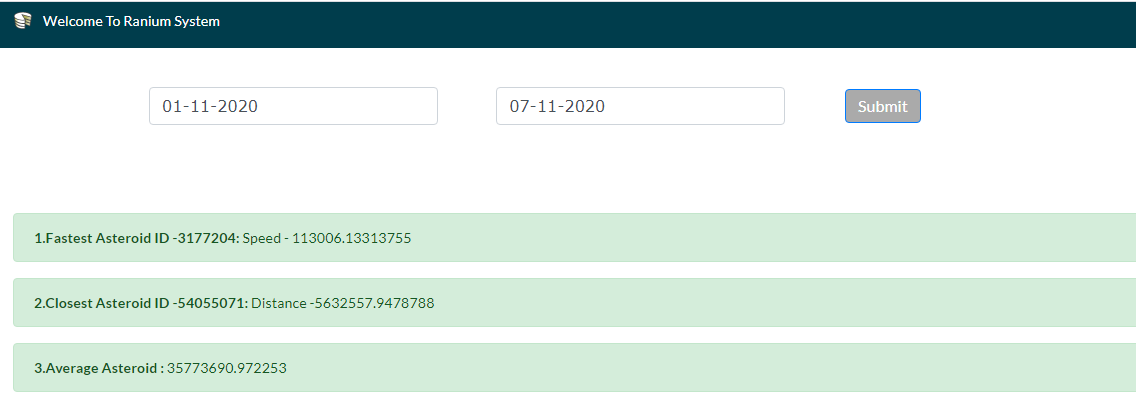 Welcome To Ranium System
01-11-2020 07-11-2020 Submit
1.Fastest Asteroid ID -3177204: Speed - 113006.13313755
2.Closest Asteroid ID -54055071: Distance -5632557.9478788
3.Average Asteroid : 35773690.972253